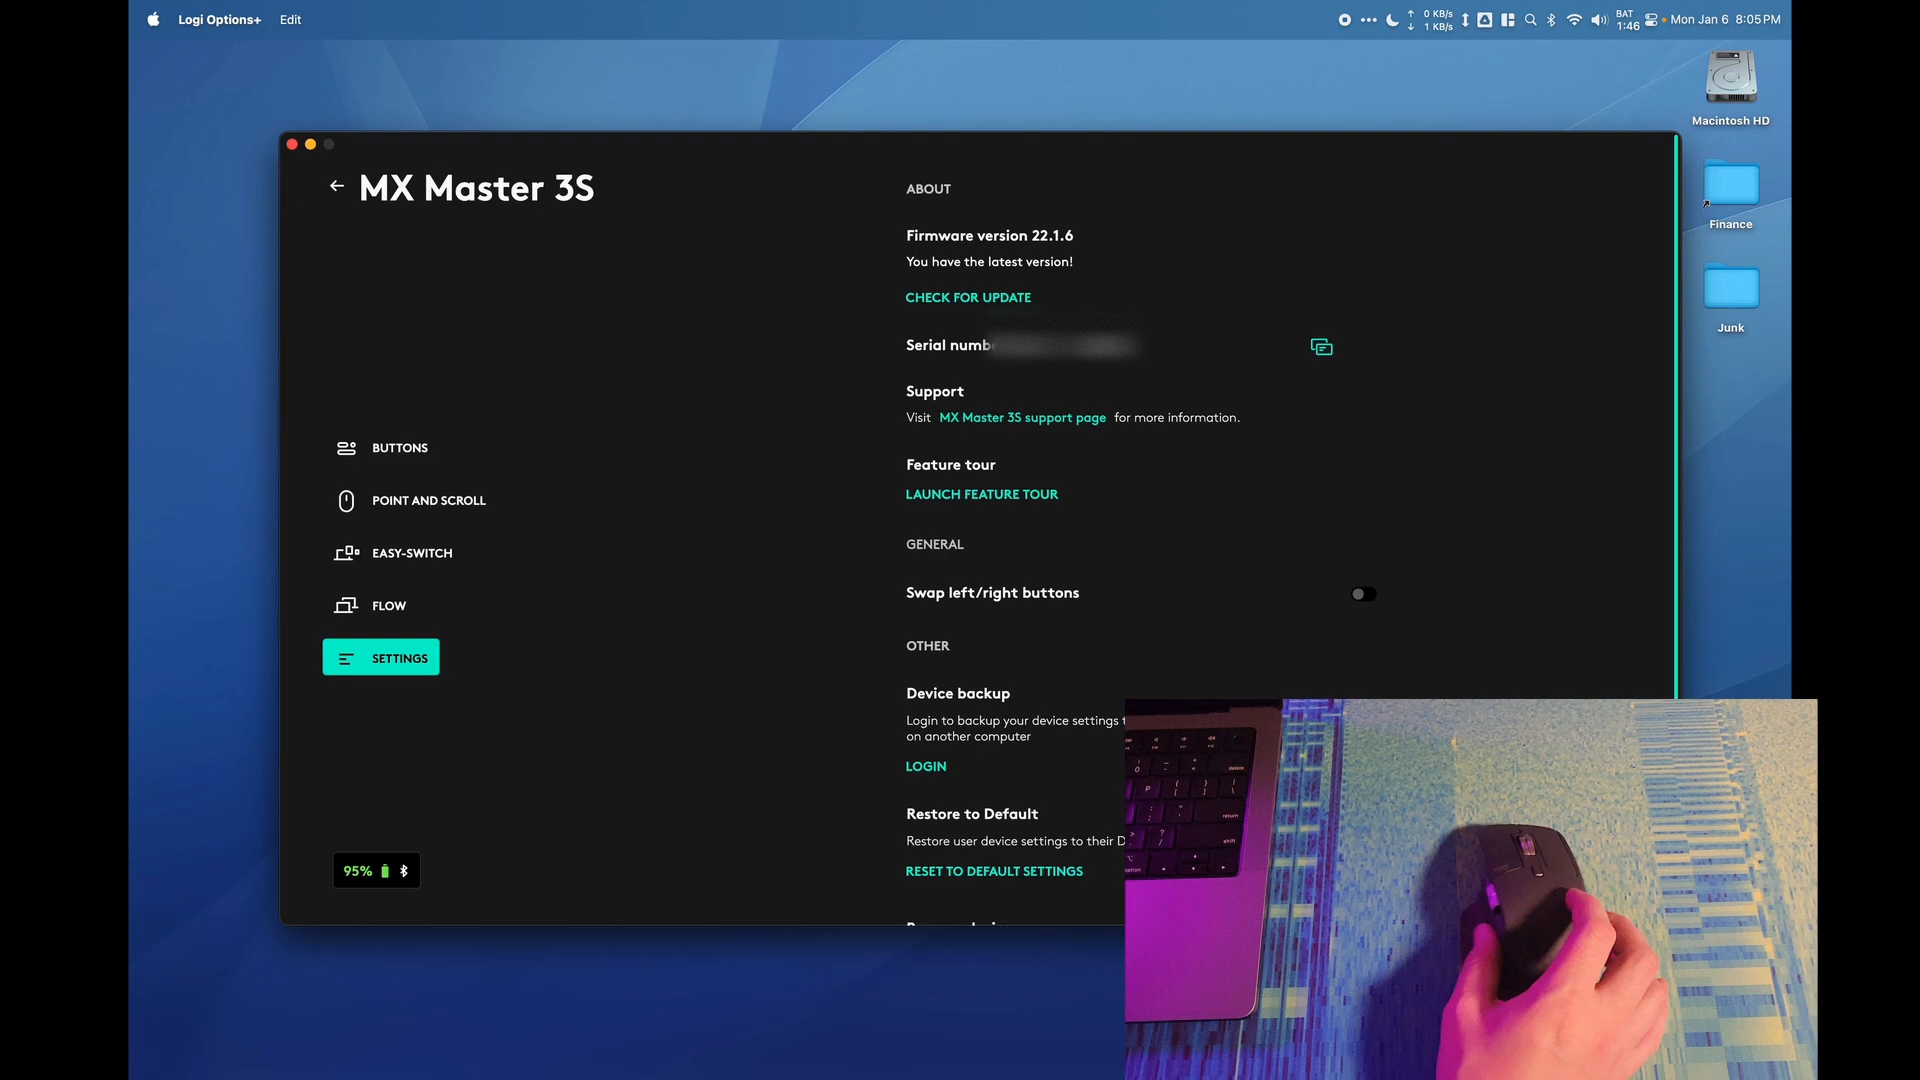 Logi Options+ Edit
0 KB/s
1 KB/s
BAT
1:46
Mon Jan 6 8:05 PM
Macintosh HD
Finance
Junk
MX Master 3S
BUTTONS
POINT AND SCROLL
EASY-SWITCH
FLOW
SETTINGS
95%
ABOUT
Firmware version 22.1.6
You have the latest version!
CHECK FOR UPDATE
Serial
Support
Visit MX Master 3S support page for more information.
Feature tour
LAUNCH FEATURE TOUR
GENERAL
Swap left/right buttons
OTHER
Device backup
Login to backup your device settings
on another computer
LOGIN
Restore to Default
Restore user device settings to their
RESET TO DEFAULT SETTINGS
delete
P
return
shift
option